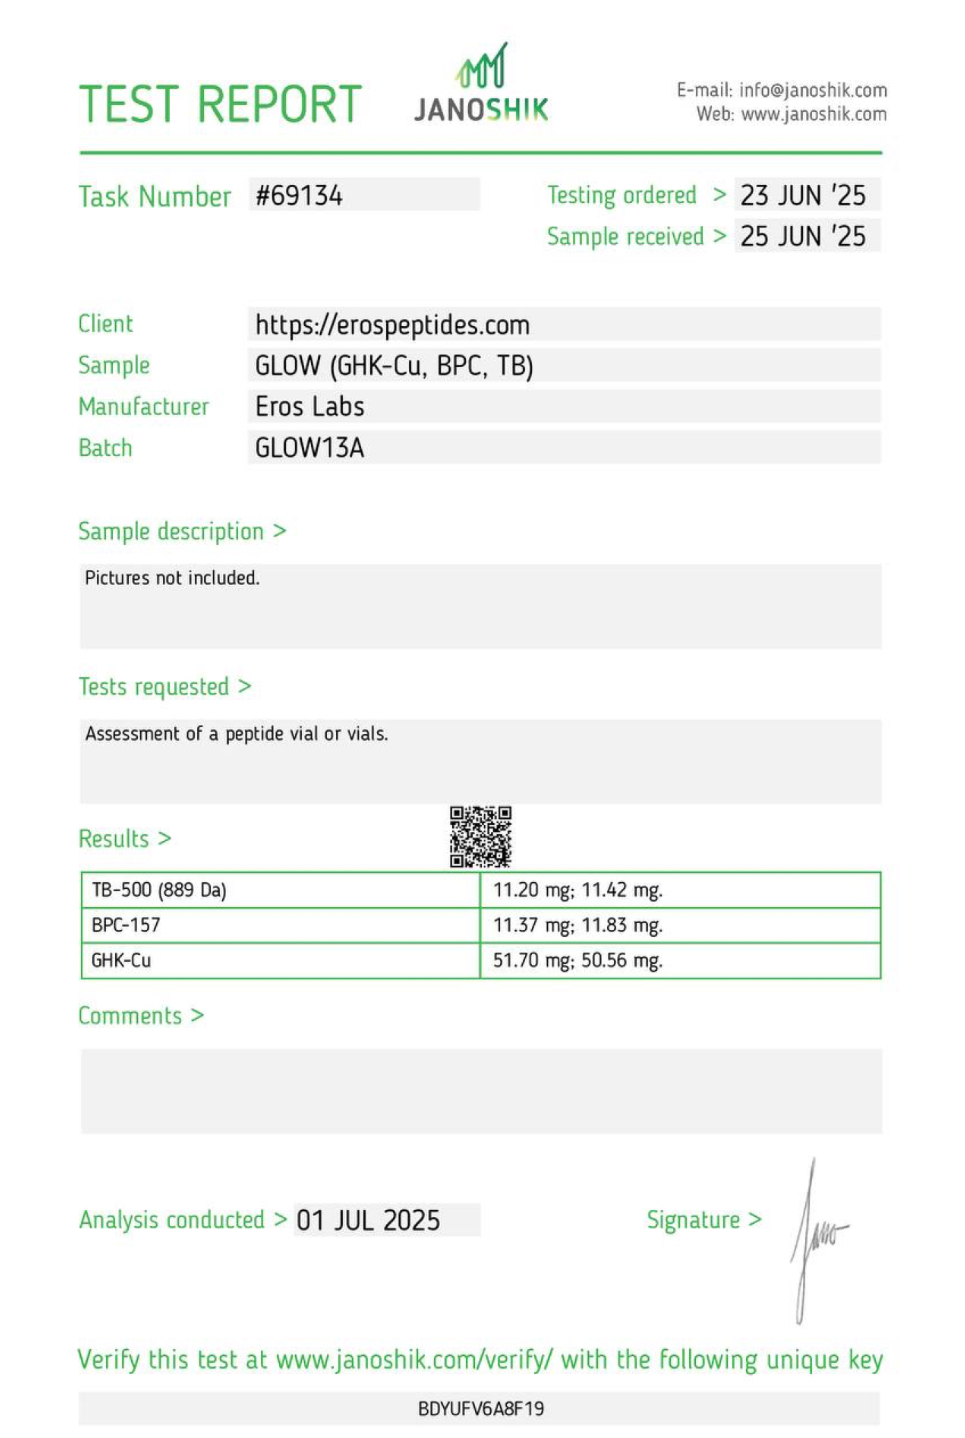 TEST REPORT
JANOSHIK
E-mail: info@janoshik.com
Web: www.janoshik.com
Task Number #69134
Testing ordered > 23 JUN '25
Sample received > 25 JUN '25
Client https://erospeptides.com
Sample GLOW (GHK-Cu, BPC, TB)
Manufacturer Eros Labs
Batch GLOW13A
Sample description >
Pictures not included.
Tests requested >
Assessment of a peptide vial or vials.
Results >
TB-500 (889 Da) 11.20 mg; 11.42 mg.
BPC-157 11.37 mg; 11.83 mg.
GHK-Cu 51.70 mg; 50.56 mg.
Comments >
Analysis conducted > 01 JUL 2025
Signature > Jano
Verify this test at www.janoshik.com/verify/ with the following unique key
BDYUFV6A8F19